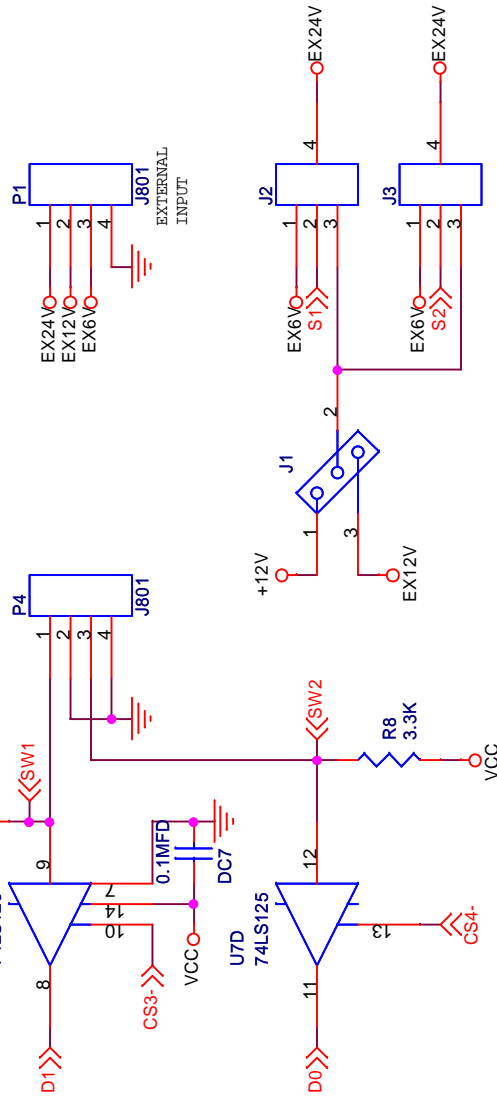 P1
1
2
3
4
EX24V
EX12V
EX6V
J801
EXTERNAL
INPUT
J2
1
2
3
4
EX6V
S1
EX24V
J3
1
2
3
4
EX6V
S2
EX24V
J1
1
2
3
+12V
EX12V
P4
1
2
3
4
J801
SW1
9
8
7
14
10
D1
CS3-
VCC
0.1MFD
DC7
U7D
74LS125
12
11
13
D0
CS4-
SW2
R8
3.3K
VCC